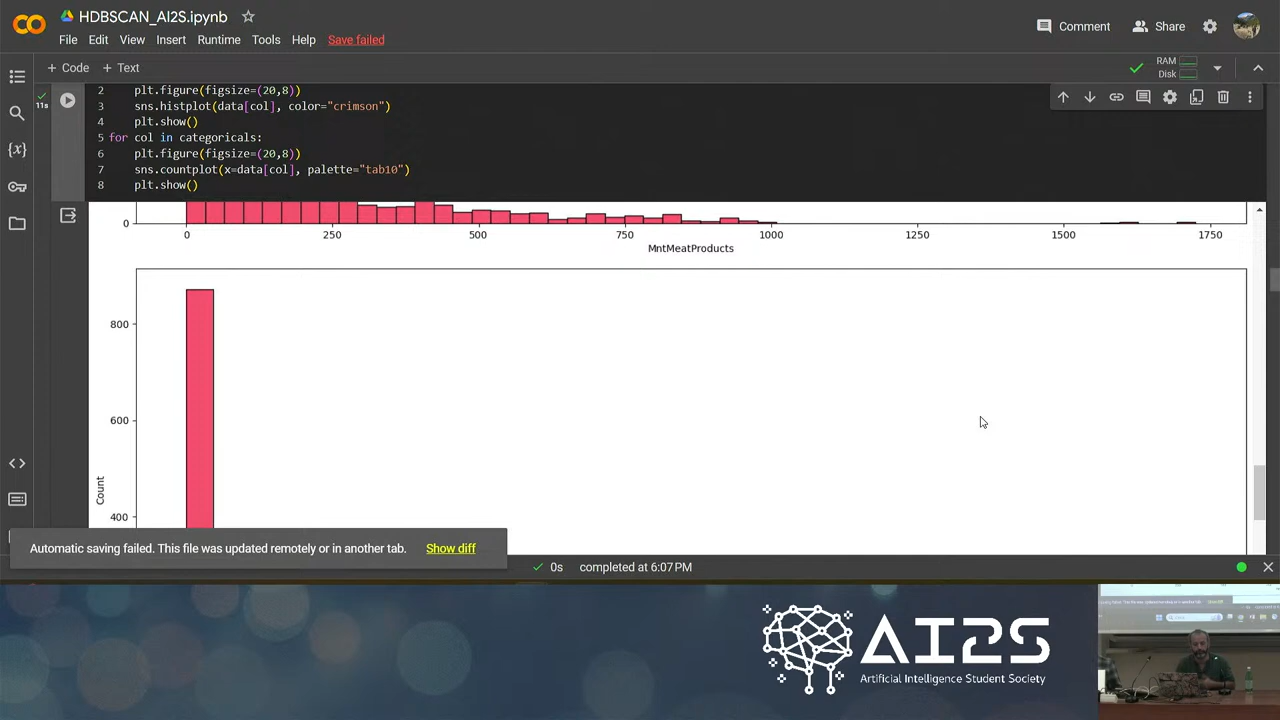 HDBSCAN_AI2S.ipynb
File Edit View Insert Runtime Tools Help Save failed
Comment Share
+ Code + Text
RAM
Disk
11s
2 plt.figure(figsize=(20,8))
3 sns.histplot(data[col], color="crimson")
4 plt.show()
5 for col in categoricals:
6 plt.figure(figsize=(20,8))
7 sns.countplot(x=data[col], palette="tab10")
8 plt.show()
0
0 250 500 750 1000 1250 1500 1750
MntMeatProducts
800
600
400
Count
Automatic saving failed. This file was updated remotely or in another tab. Show diff
0s completed at 6:07 PM
AI2S
Artificial Intelligence Student Society